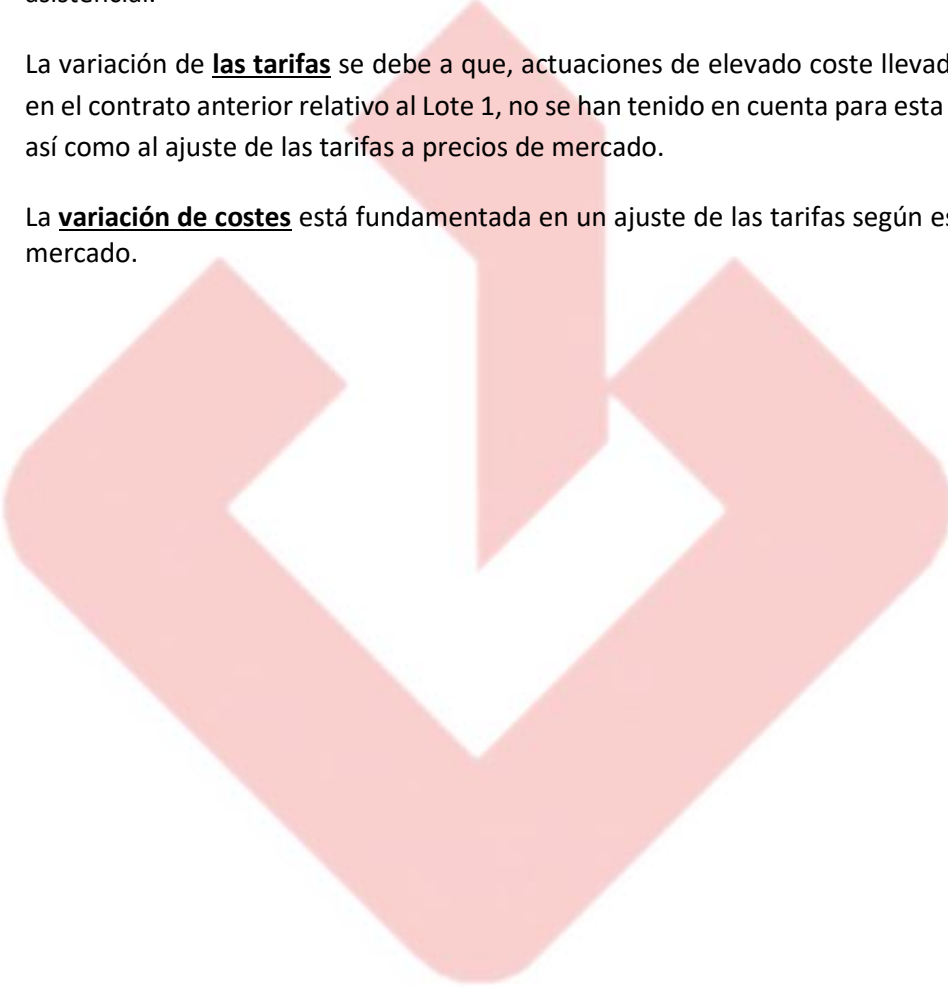 asistencial.
La variación de las tarifas se debe a que, actuaciones de elevado coste
en el contrato anterior relativo al Lote 1, no se han tenido en cuenta para esta
así como al ajuste de las tarifas a precios de mercado.
La variación de costes está fundamentada en un ajuste de las tarifas según
mercado.